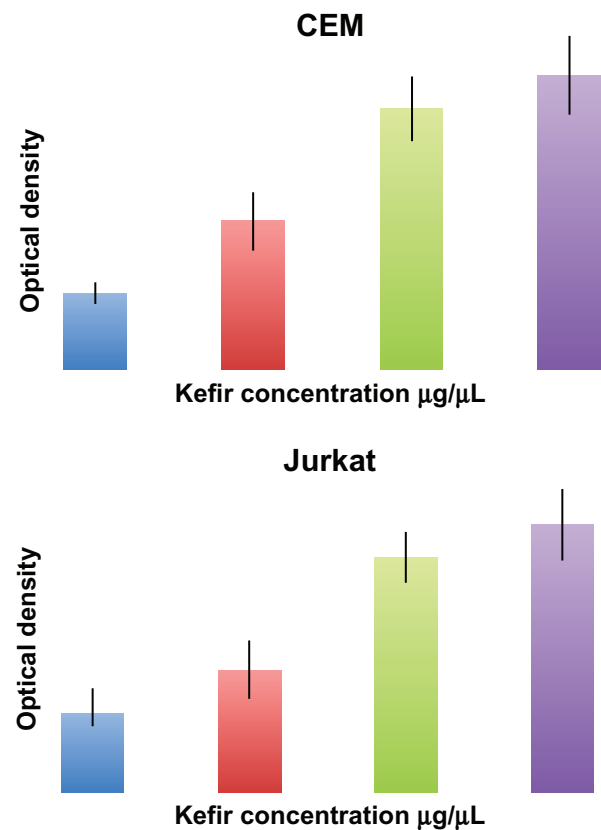 CEM
Optical density
Kefir concentration μg/μL
Jurkat
Optical density
Kefir concentration μg/μL